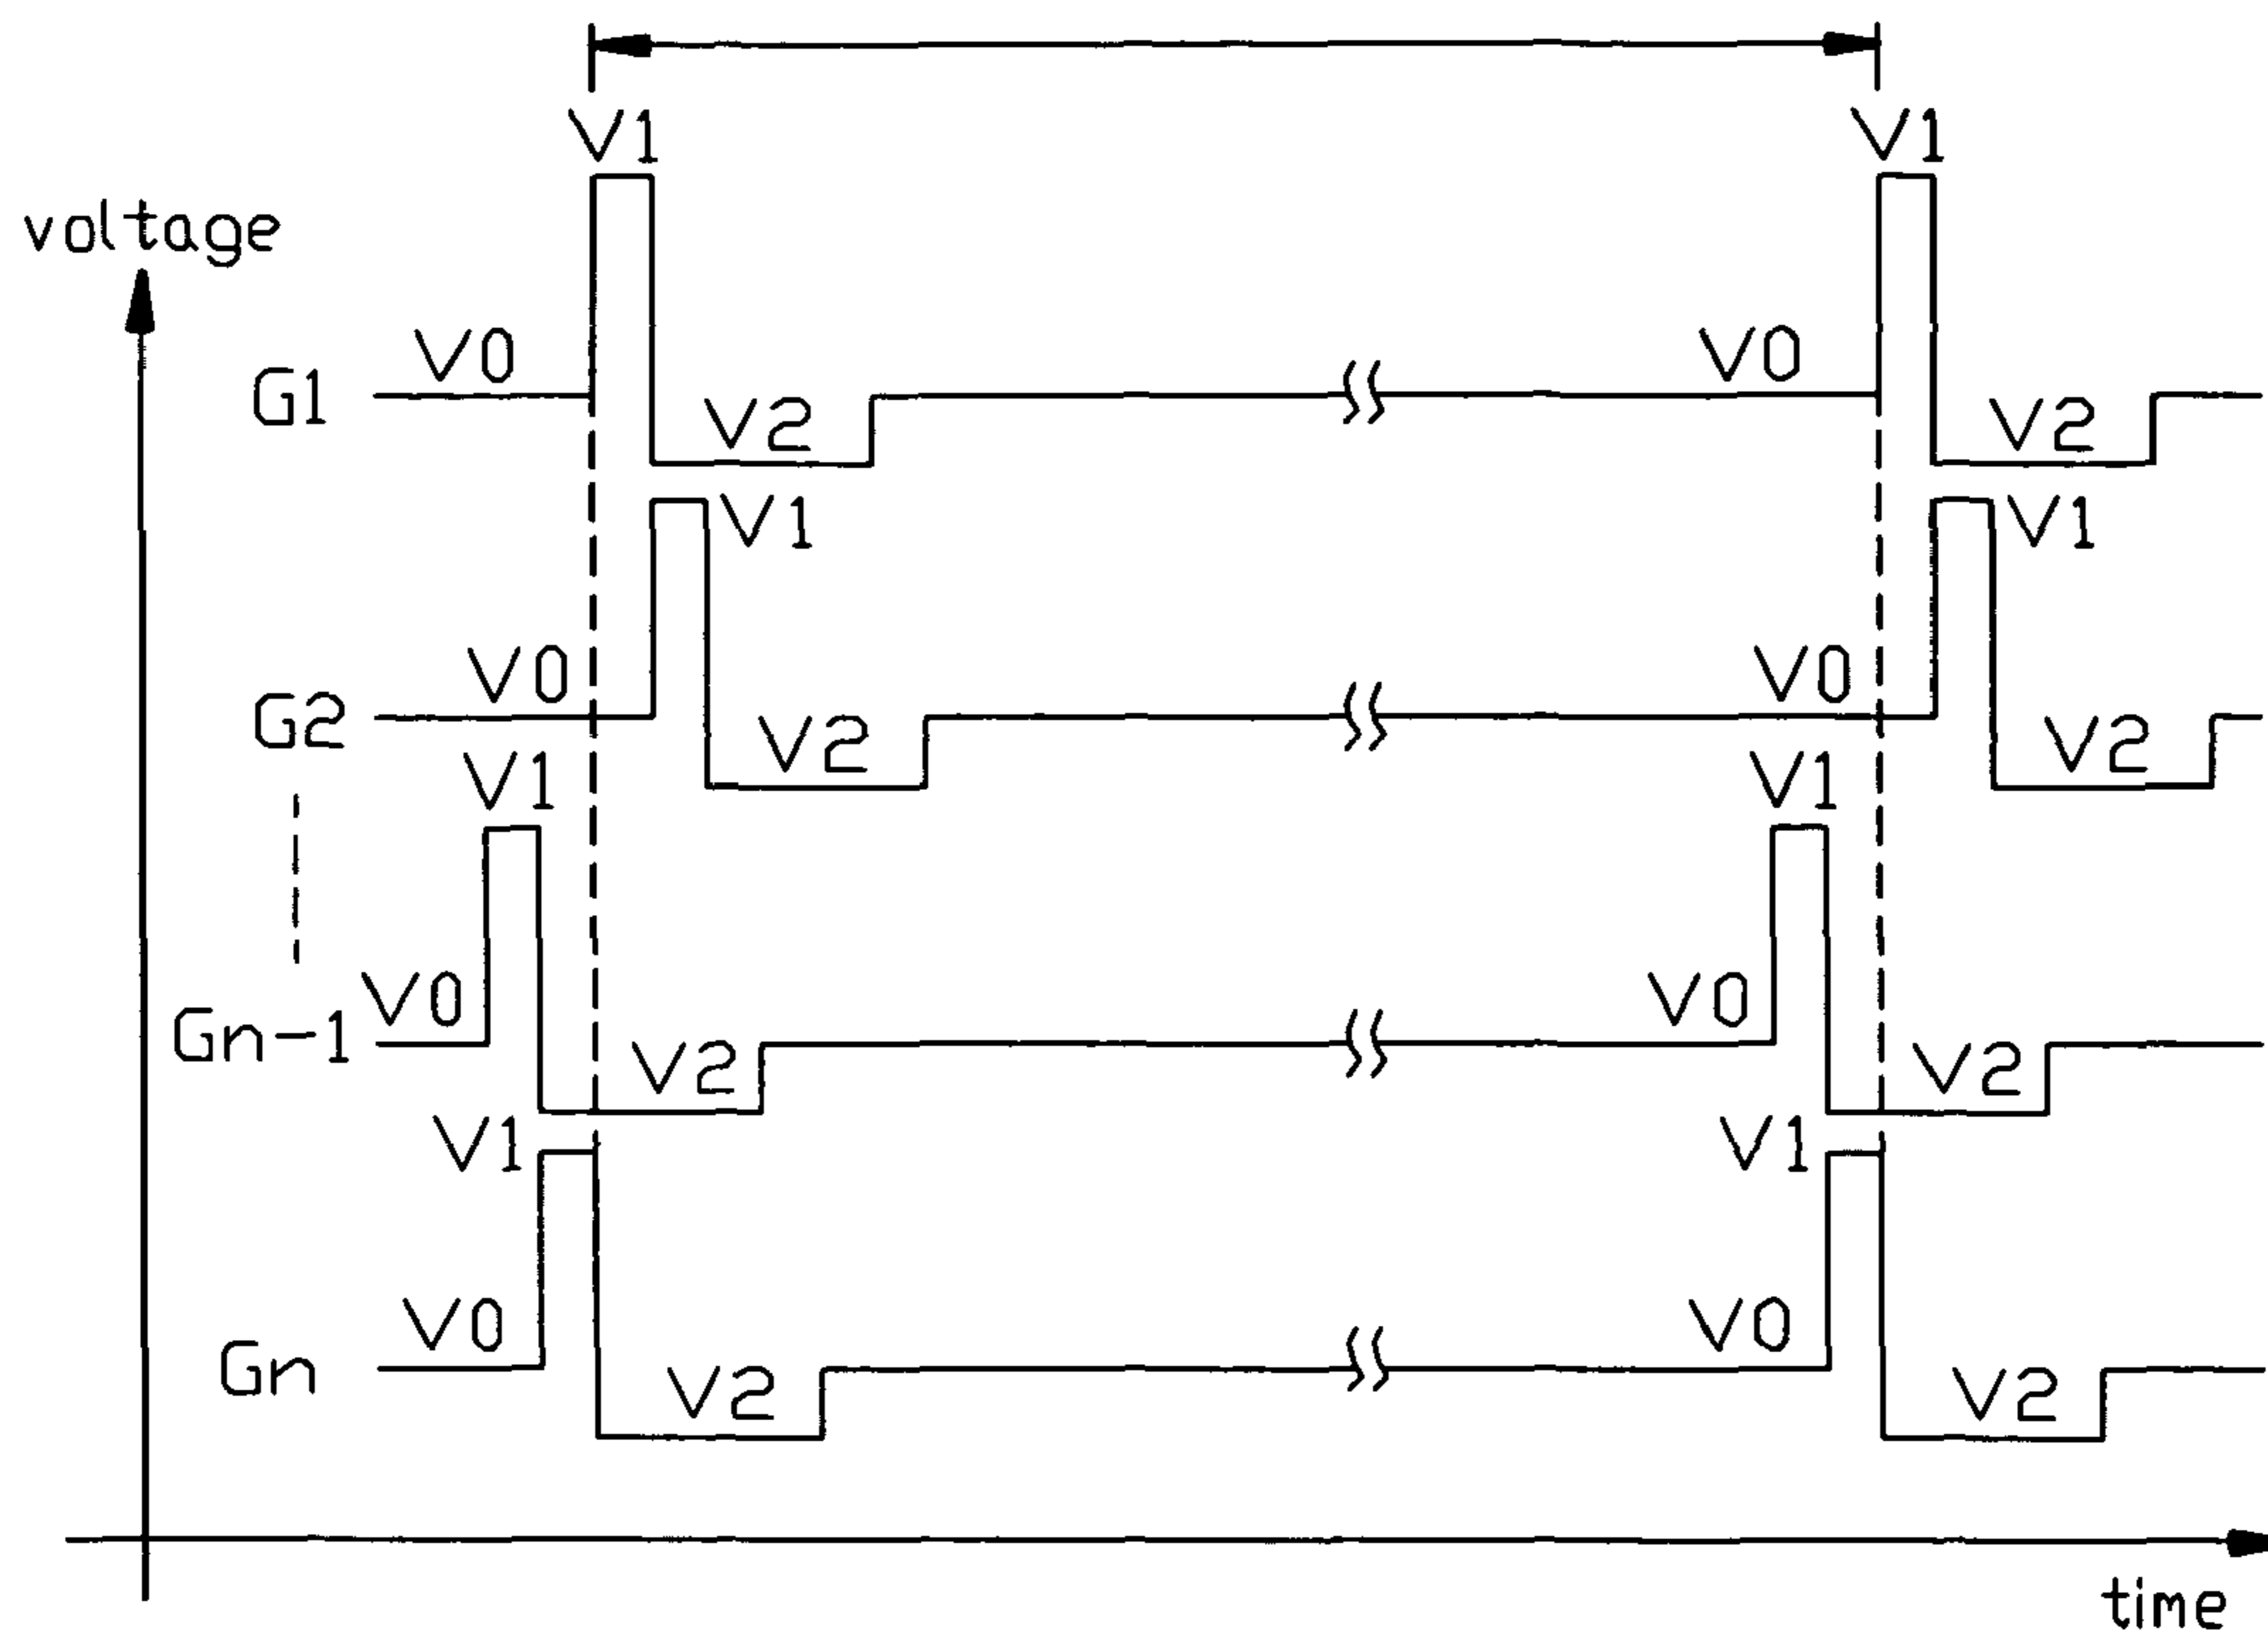 V1 V1
voltage
G1 V0 V2 V0 V2
V1 V1
G2 V0 V2 V0 V2
V1 V1
Gn-1 V0 V2 V0 V2
V1 V1
Gn V0 V2 V0 V2
time